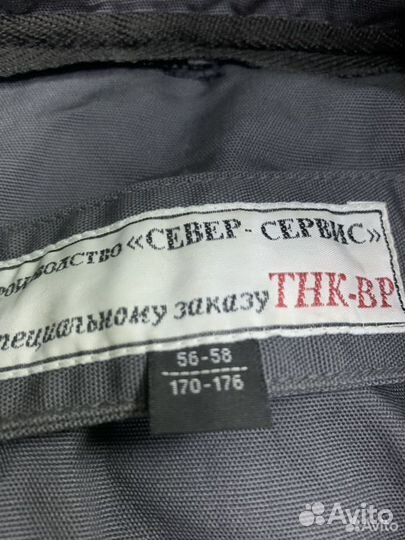 «СЕВЕР- СЕРВИС»
заказу ТНК-ВР
56-58
170-176
Avito